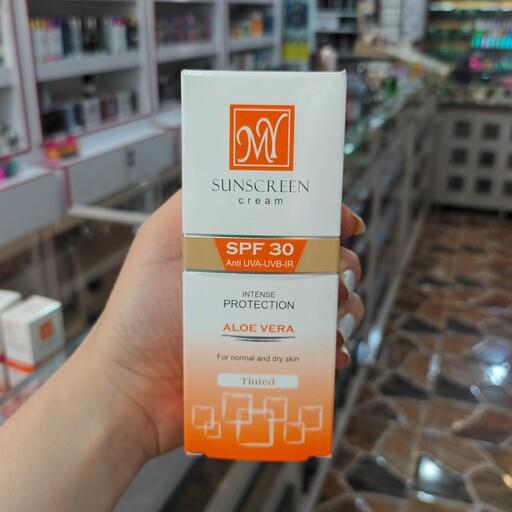 MY
SUNSCREEN
cream
SPF 30
Anti UVA-UVB-IR
INTENSE
PROTECTION
ALOE VERA
For normal and dry skin
Tinted